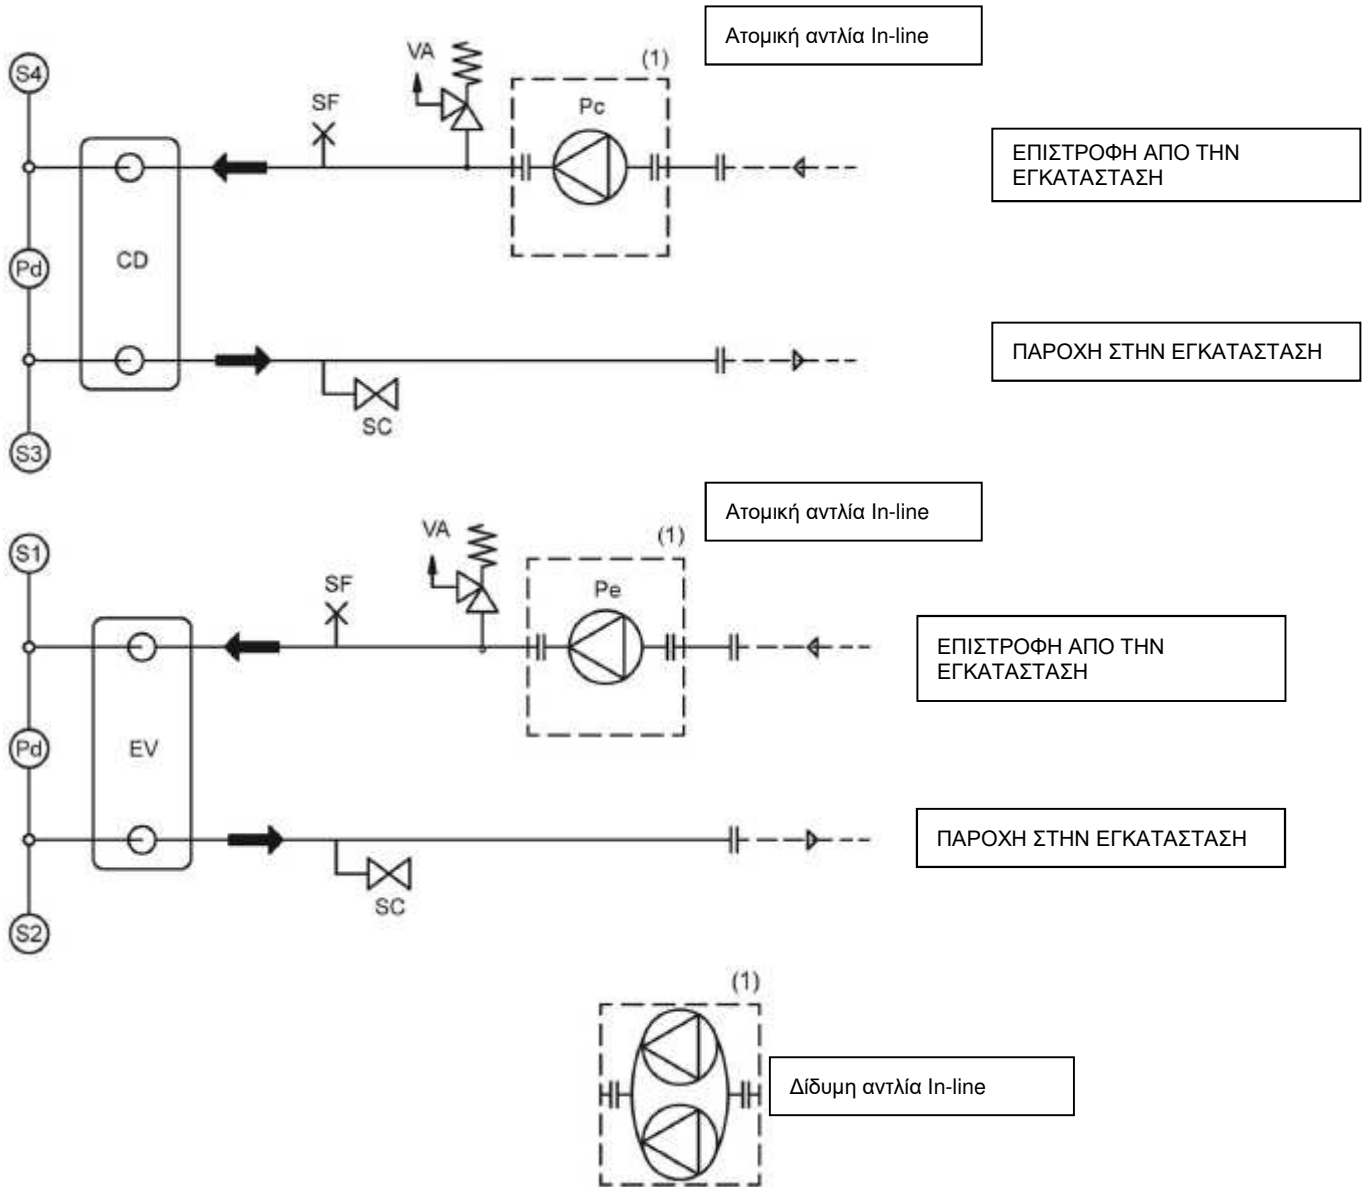 Ατομική αντλία In-line
VA
(1)
S4
SF
Pc
ΕΠΙΣΤΡΟΦΗ ΑΠΟ ΤΗΝ
ΕΓΚΑΤΑΣΤΑΣΗ
Pd
CD
ΠΑΡΟΧΗ ΣΤΗΝ ΕΓΚΑΤΑΣΤΑΣΗ
SC
S3
Ατομική αντλία In-line
VA
(1)
S1
SF
Pe
ΕΠΙΣΤΡΟΦΗ ΑΠΟ ΤΗΝ
ΕΓΚΑΤΑΣΤΑΣΗ
Pd
EV
ΠΑΡΟΧΗ ΣΤΗΝ ΕΓΚΑΤΑΣΤΑΣΗ
SC
S2
(1)
Δίδυμη αντλία In-line